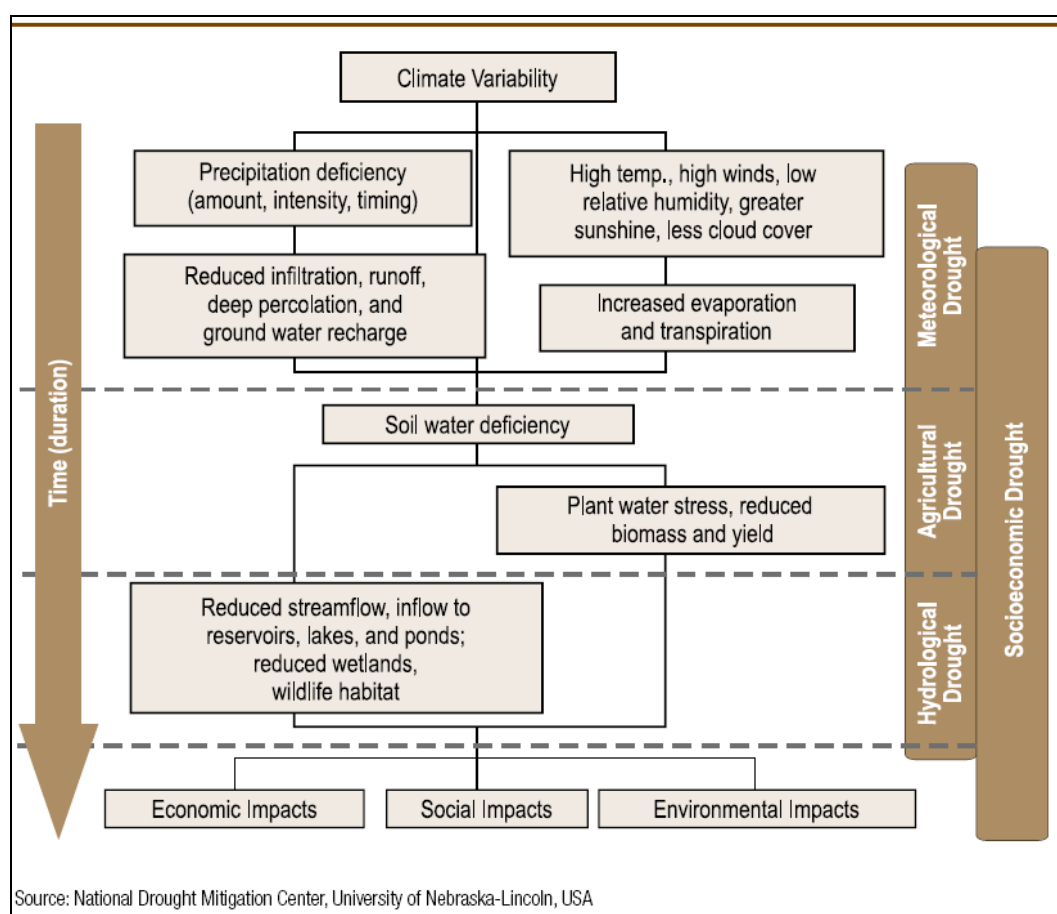 Climate Variability
Precipitation deficiency
(amount, intensity, timing)
High temp., high winds, low
relative humidity, greater
sunshine, less cloud cover
Reduced infiltration, runoff,
deep percolation, and
ground water recharge
Increased evaporation
and transpiration
Soil water deficiency
Plant water stress, reduced
biomass and yield
Reduced streamflow, inflow to
reservoirs, lakes, and ponds;
reduced wetlands,
wildlife habitat
Economic Impacts
Social Impacts
Environmental Impacts
Time (duration)
Meteorological
Drought
Agricultural
Drought
Hydrological
Drought
Socioeconomic Drought
Source: National Drought Mitigation Center, University of Nebraska-Lincoln, USA